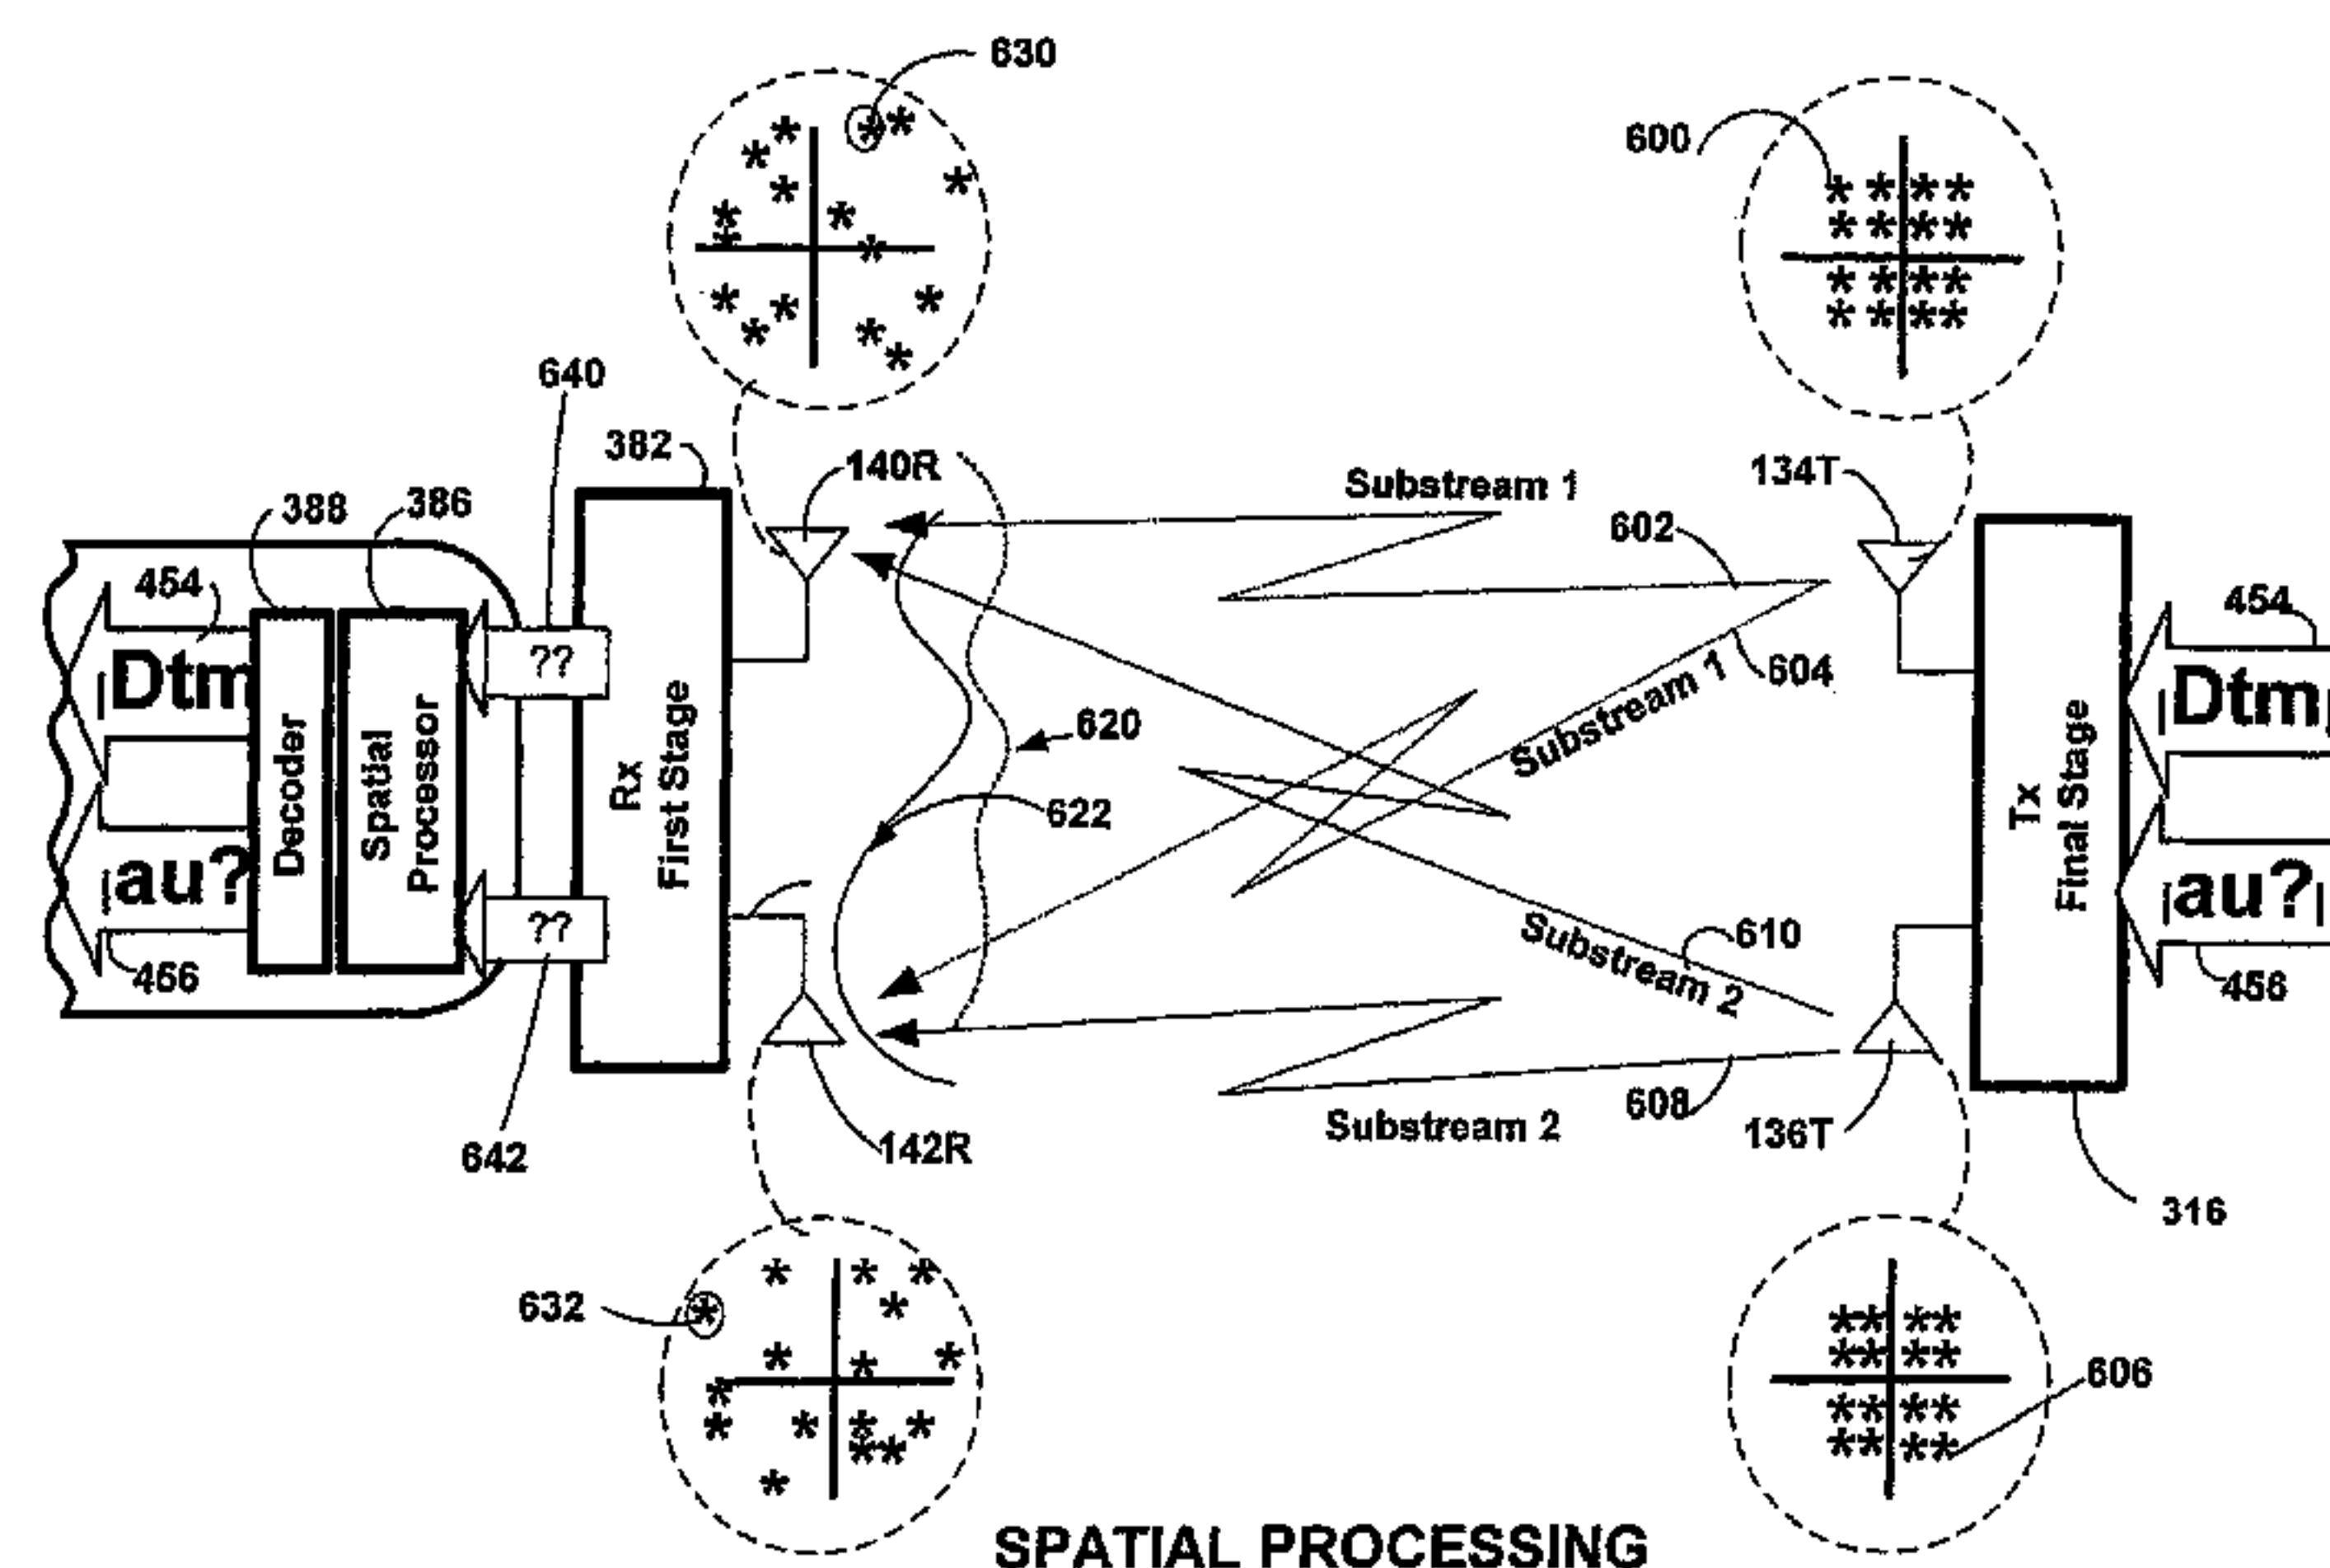 630
600
640
382
140R
Substream 1
134T
602
388
386
454
454
??
Dtm
604
Dtm
Substream 1
620
Decoder
Spatial
Processor
Rx
First Stage
Tx
Final Stage
622
au?
au?
??
610
Substream 2
456
456
608
Substream 2
136T
642
142R
316
632
606
SPATIAL PROCESSING